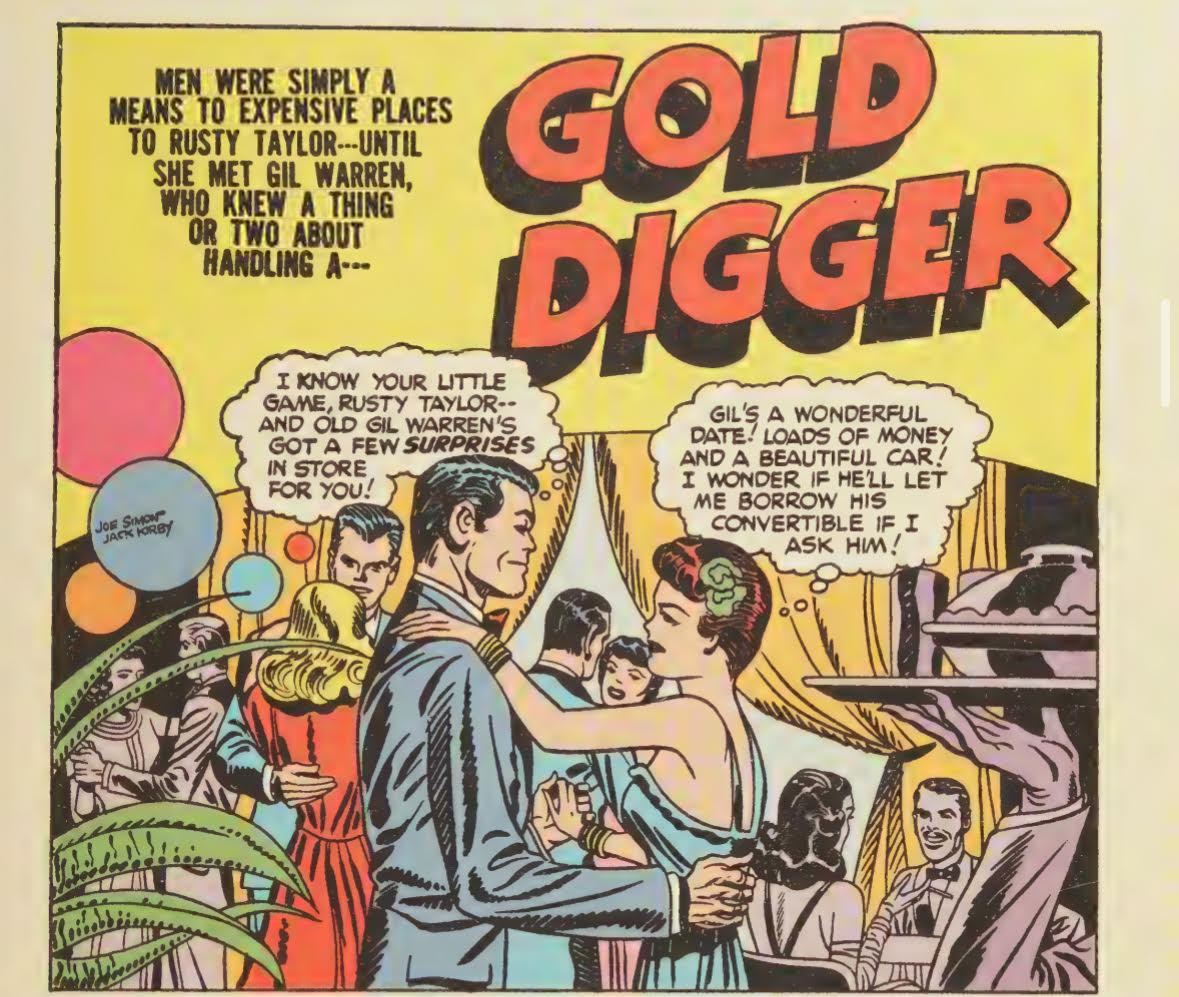 MEN WERE SIMPLY A
MEANS TO EXPENSIVE PLACES
TO RUSTY TAYLOR---UNTIL
SHE MET GIL WARREN,
WHO KNEW A THING
OR TWO ABOUT
HANDLING A---
GOLD
DIGGER
I KNOW YOUR LITTLE
GAME, RUSTY TAYLOR--
AND OLD GIL WARREN'S
GOT A FEW SURPRISES
IN STORE
FOR YOU!
GIL'S A WONDERFUL
DATE! LOADS OF MONEY
AND A BEAUTIFUL CAR!
I WONDER IF HE'LL LET
ME BORROW HIS
CONVERTIBLE IF I
ASK HIM!
JOE SIMON
JACK KIRBY